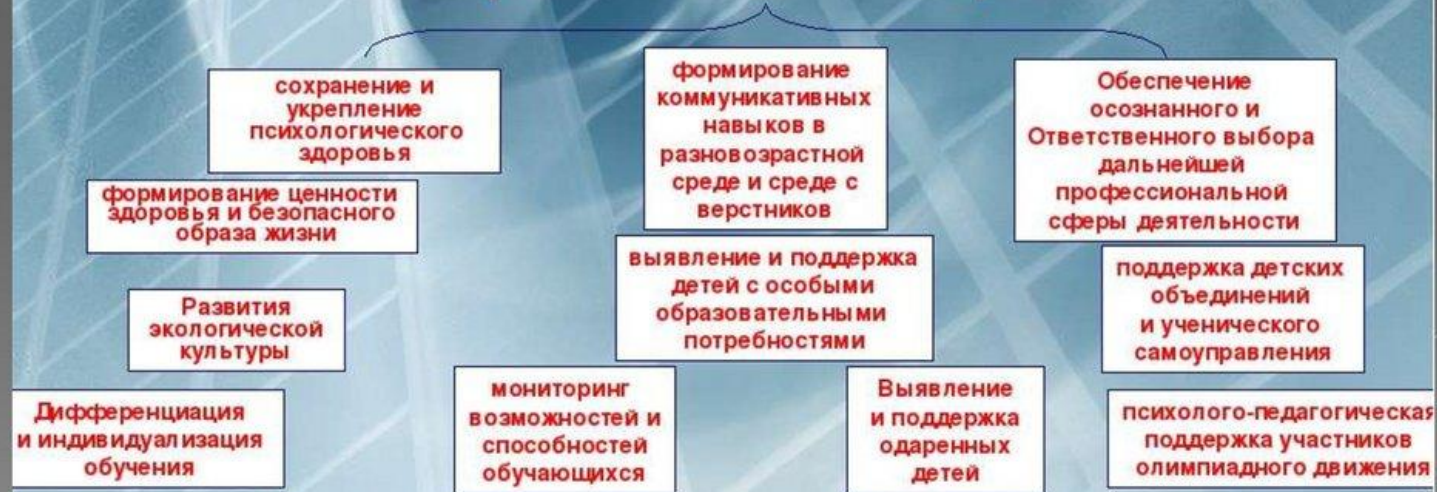 сохранение и
укрепление
психологического
здоровья
формирование
коммуникативных
навыков в
разновозрастной
среде и среде с
верстников
Обеспечение
осознанного и
Ответственного выбора
дальнейшей
профессиональной
сферы деятельности
формирование ценности
здоровья и безопасного
образа жизни
выявление и поддержка
детей с особыми
образовательными
потребностями
поддержка детских
объединений
и ученического
самоуправления
Развития
экологической
культуры
Дифференциация
и индивидуализация
обучения
мониторинг
возможностей и
способностей
обучающихся
Выявление
и поддержка
одаренных
детей
психолого-педагогическая
поддержка участников
олимпиадного движения